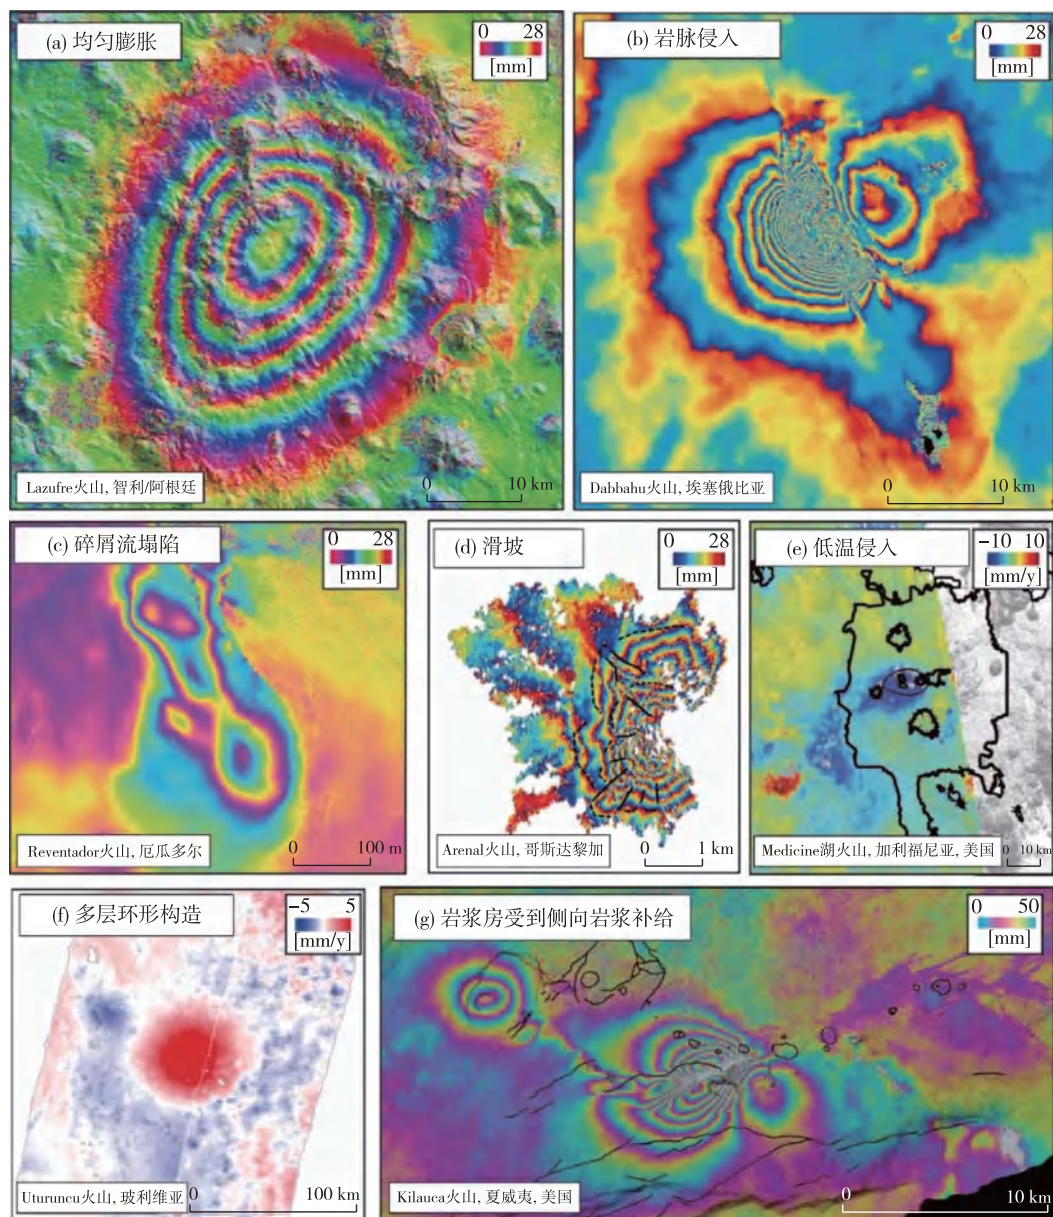 (a) 均匀膨胀
0 28
[mm]
Lazufre火山, 智利/阿根廷
0 10 km
(b) 岩脉侵入
0 28
[mm]
Dabbahu火山, 埃塞俄比亚
0 10 km
(c) 碎屑流塌陷
0 28
[mm]
Reventador火山, 厄瓜多尔
0 100 m
(d) 滑坡
0 28
[mm]
Arenal火山, 哥斯达黎加
0 1 km
(e) 低温侵入
-10 10
[mm/y]
Medicine湖火山, 加利福尼亚, 美国
0 10 km
(f) 多层环形构造
-5 5
[mm/y]
Uturuncu火山, 玻利维亚
0 100 km
(g) 岩浆房受到侧向岩浆补给
0 50
[mm]
Kilauca火山, 夏威夷, 美国
0 10 km